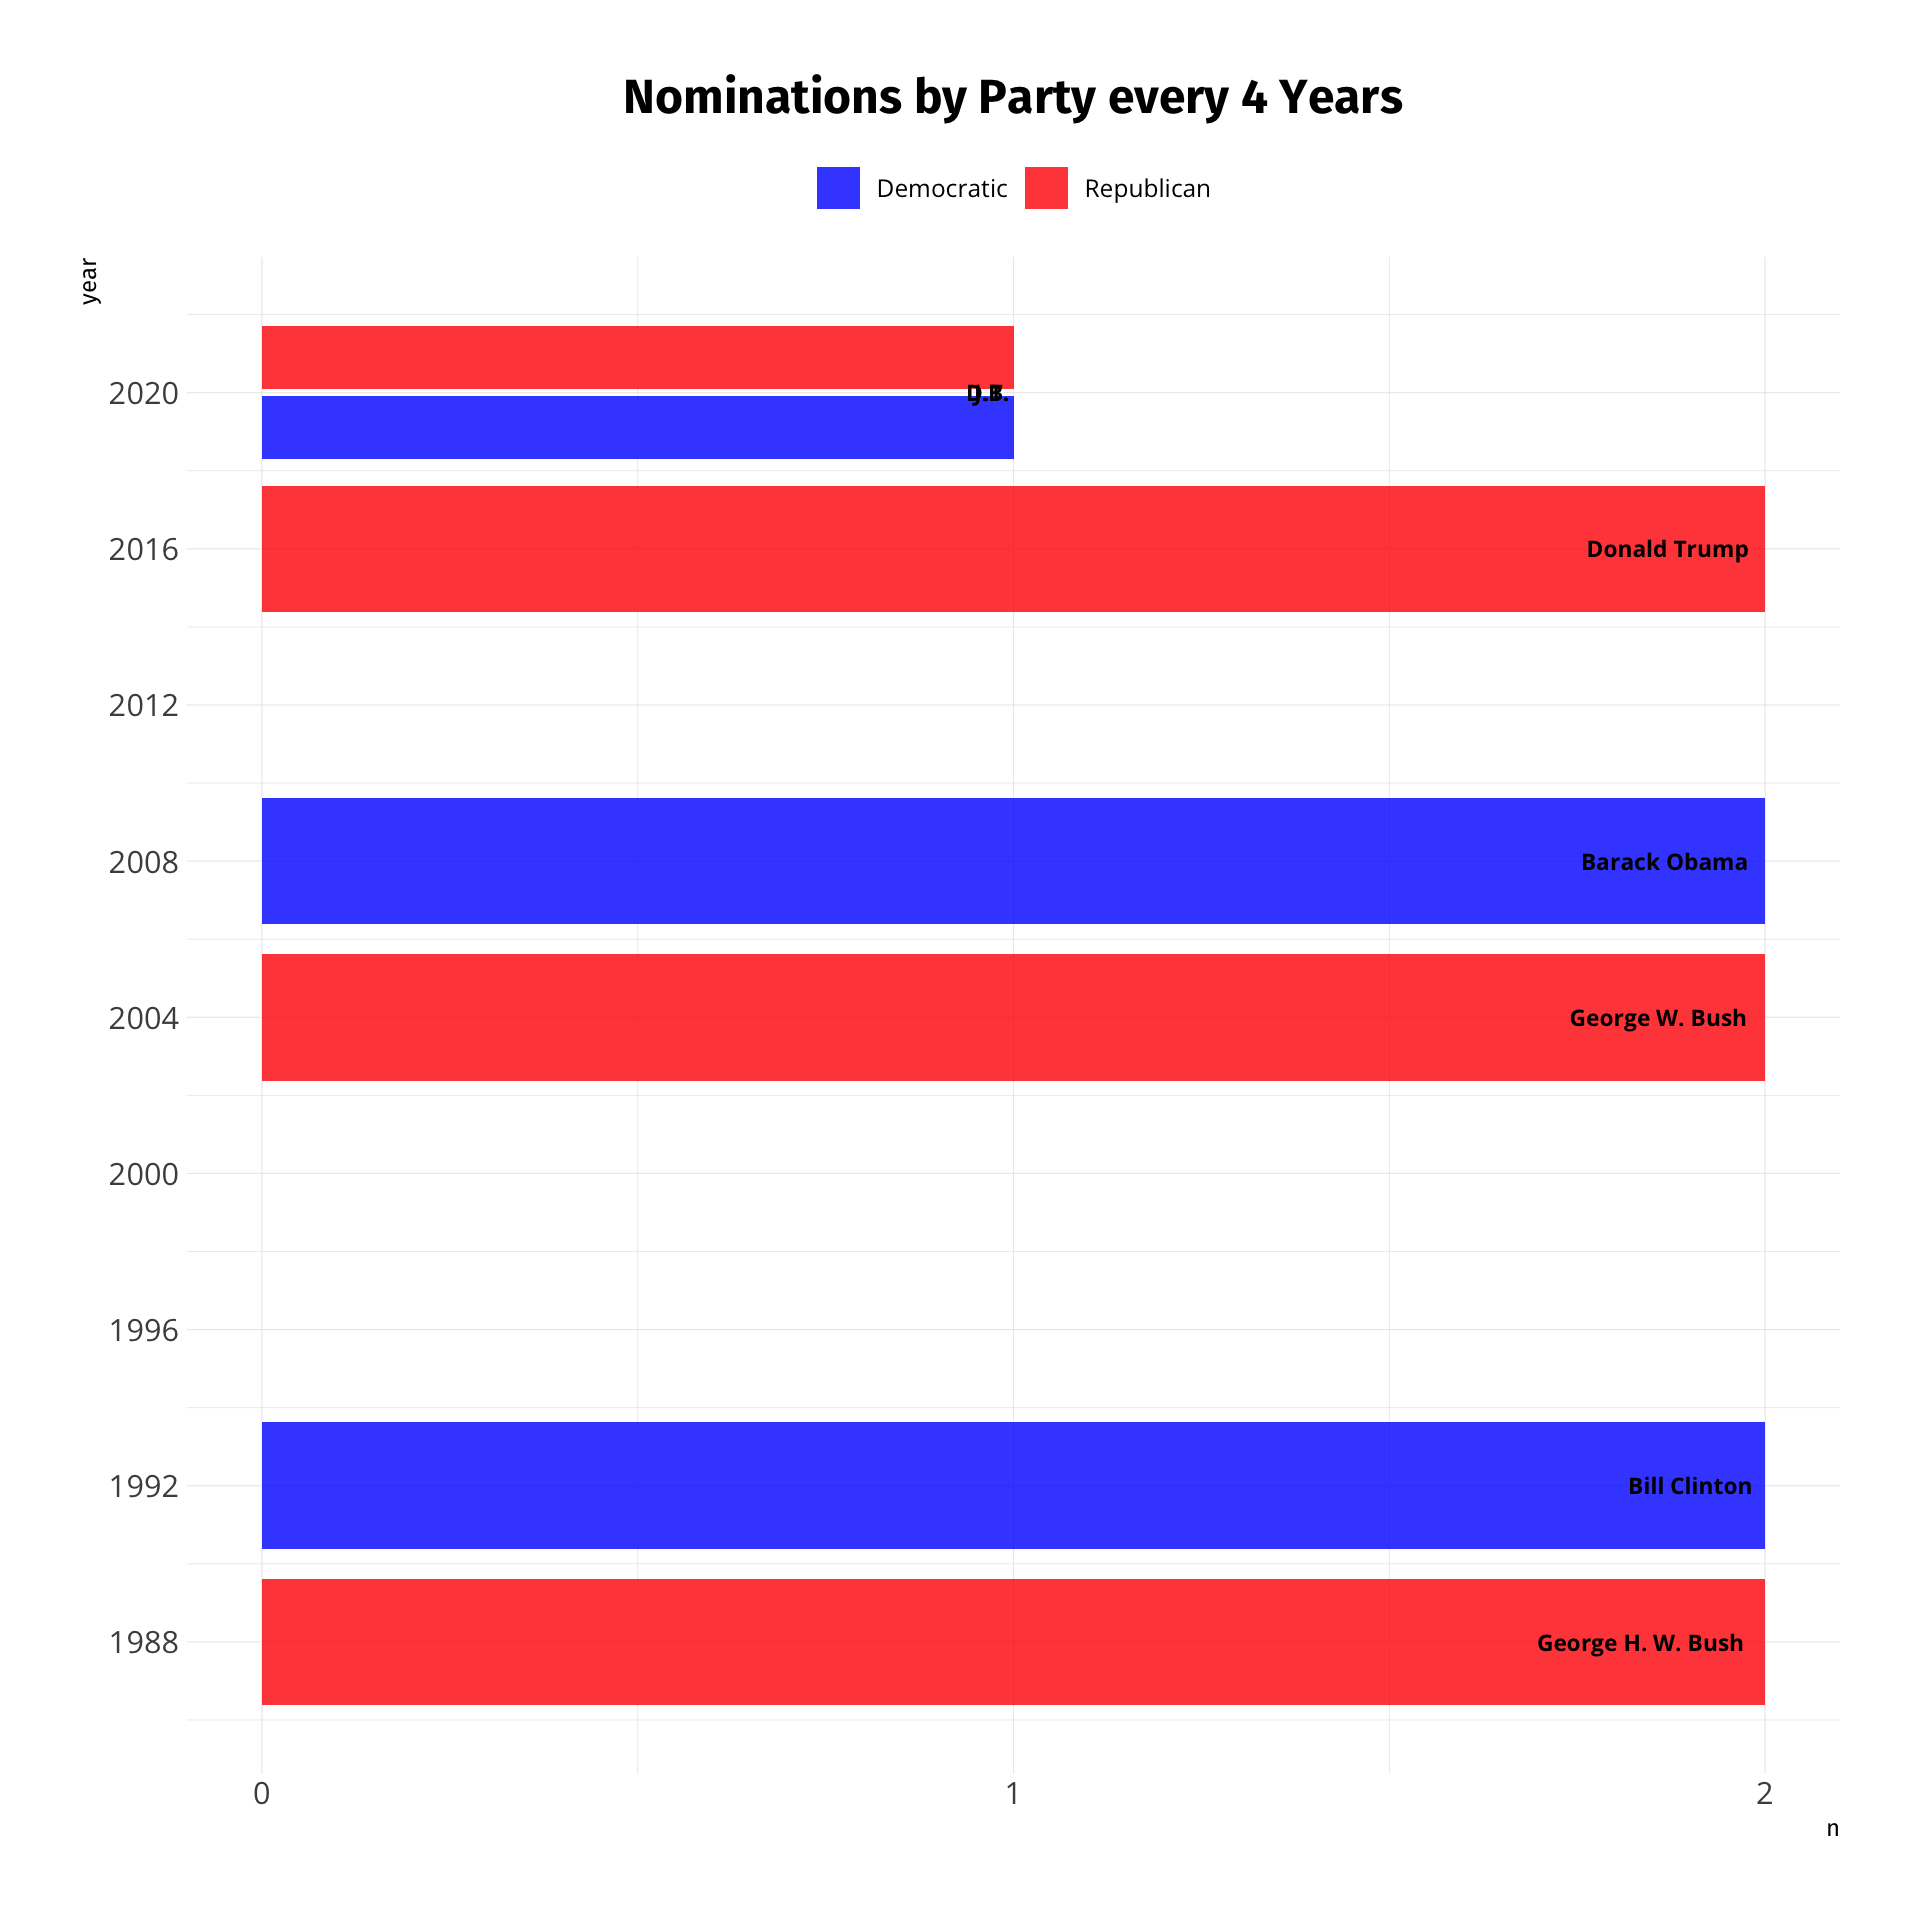 Nominations by Party every 4 Years
Democratic Republican
year
2020
2016 Donald Trump
2012
2008 Barack Obama
2004 George W. Bush
2000
1996
1992 Bill Clinton
1988 George H. W. Bush
0 1 2
n